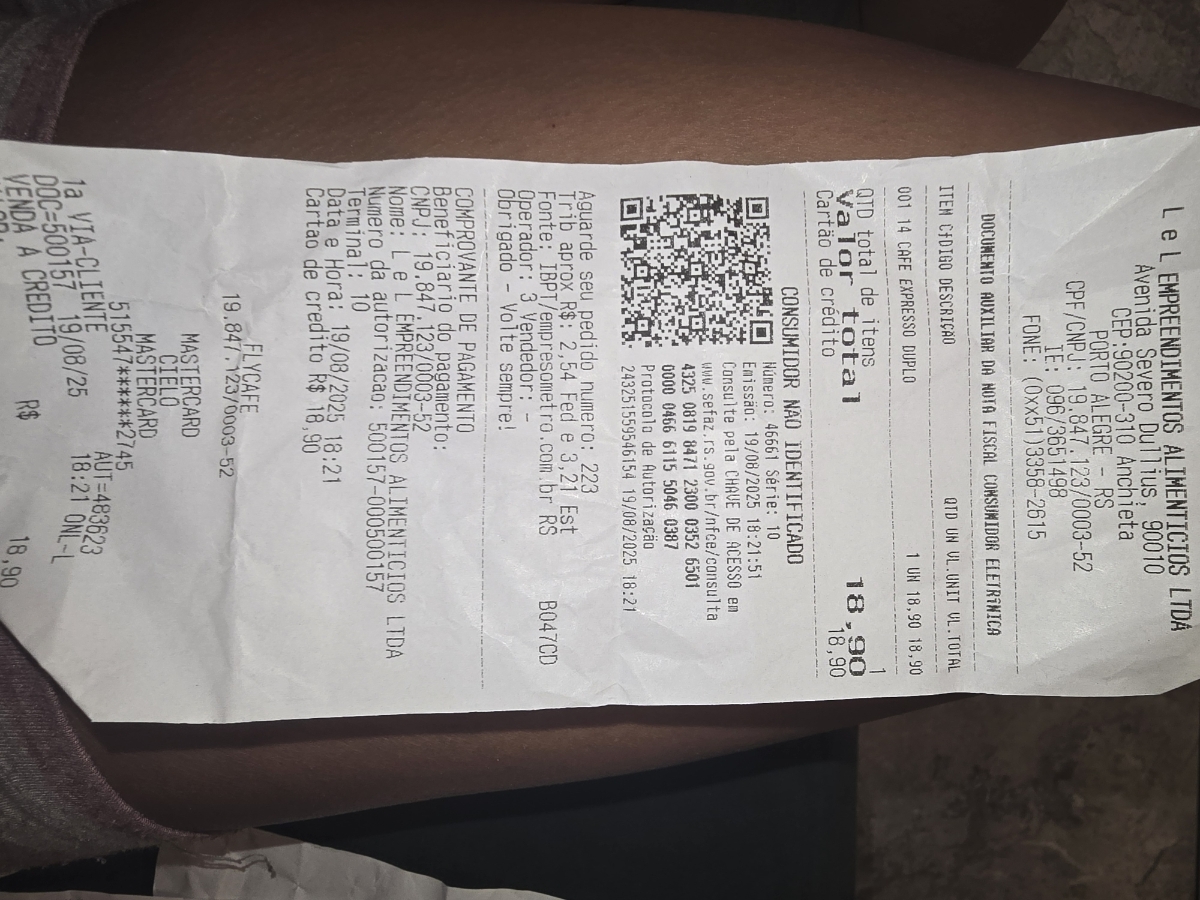 L e L EMPREENDIMENTOS ALIMENTICIOS LTDA
Avenida Severo Dullius, 90010
CEP:90200-310 Anchieta
PORTO ALEGRE - RS
IE: 096/3651498
CPF/CNPJ: 19.847.123/0003-52
FONE: (0xx51)3358-2615
DOCUMENTO AUXILIAR DA NOTA FISCAL CONSUMIDOR ELETRÎNICA
ITEM CÆDIGO DESCRIÇÃO QTD UN VL.UNIT VL.TOTAL
001 14 CAFE EXPRESSO DUPLO 1 UN 18,90 18,90
QTD total de itens 1
Valor total 18,90
Cartão de crédito 18,90
CONSUMIDOR NÃO IDENTIFICADO
Número: 46661 Série: 10
Emissão: 19/08/2025 18:21:51
Consulte pela CHAVE DE ACESSO em
www.sefaz.rs.gov.br/nfce/consulta
4325 0819 8471 2300 0352 6501
0000 0466 6115 5046 0387
Protocolo de Autorização
243251595546154 19/08/2025 18:21
Aguarde seu pedido numero: 223
Trib aprox R$: 2,54 Fed e 3,21 Est
Fonte: IBPT/empresometro.com.br RS B047CD
Operador: 3 Vendedor: -
Obrigado - Volte sempre!
COMPROVANTE DE PAGAMENTO
Beneficiario do pagamento:
CNPJ: 19.847.123/0003-52
Nome: L e L EMPREENDIMENTOS ALIMENTICIOS LTDA
Numero da autorizacao: 500157-000500157
Terminal: 10
Data e Hora: 19/08/2025 18:21
Cartao de credito R$ 18,90
FLYCAFE
19.847.123/0003-52
MASTERCARD
CIELO
MASTERCARD
515547******2745
1a VIA-CLIENTE AUT=483623
DOC=500157 19/08/25 18:21 ONL-L
VENDA A CREDITO
R$ 18,90